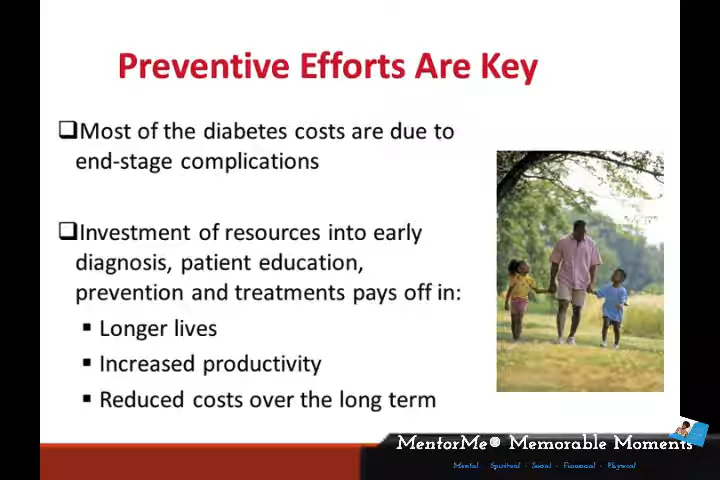 Preventive Efforts Are Key
Most of the diabetes costs are due to
end-stage complications
Investment of resources into early
diagnosis, patient education,
prevention and treatments pays off in:
Longer lives
Increased productivity
Reduced costs over the long term
MentorMe® Memorable Moments
Mental - Spiritual - Social - Financial - Physical